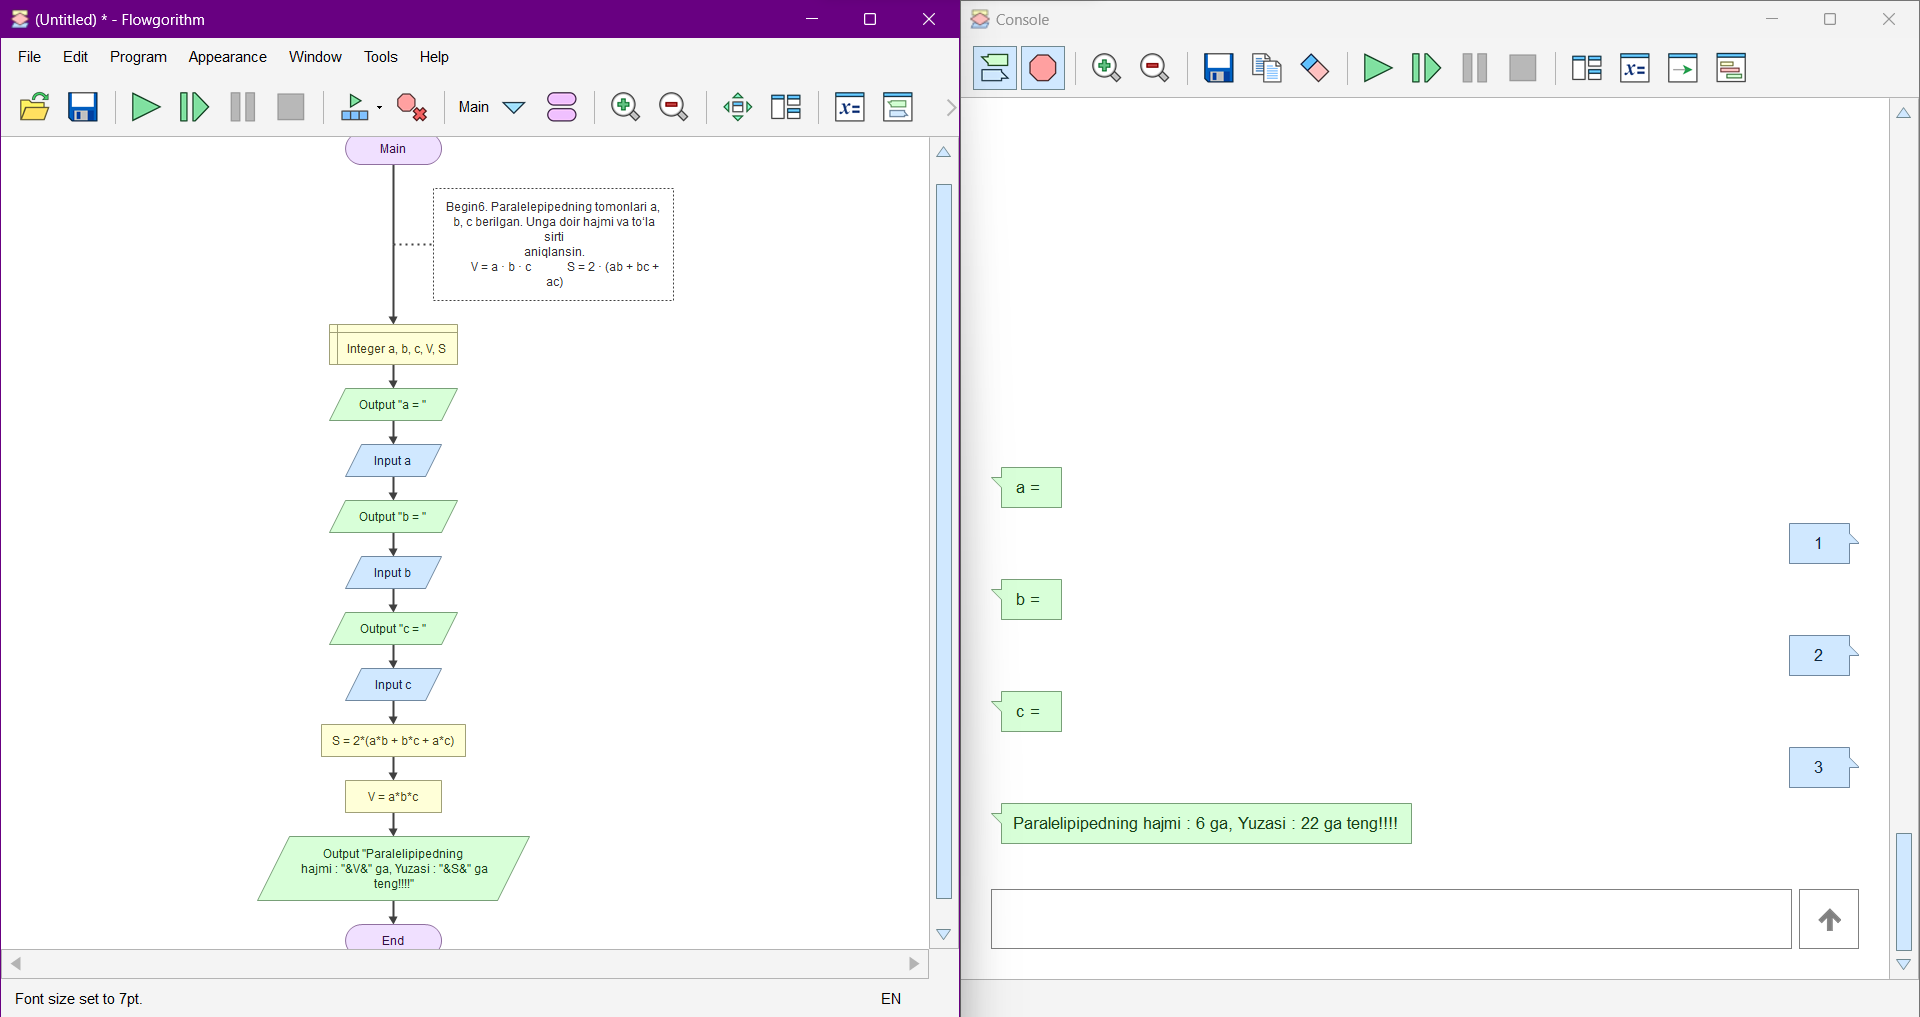 (Untitled) * - Flowgorithm
File Edit Program Appearance Window Tools Help
Main
x=
Main
Begin6. Paralelepipedning tomonlari a,
b, c berilgan. Unga doir hajmi va to'la
sirti
aniqlansin.
V = a · b · c S = 2 · (ab + bc +
ac)
Integer a, b, c, V, S
Output "a = "
Input a
Output "b = "
Input b
Output "c = "
Input c
S = 2*(a*b + b*c + a*c)
V = a*b*c
Output "Paralelipipedning
hajmi : "&V&" ga, Yuzasi : "&S&" ga
teng!!!!"
End
Font size set to 7pt.
EN
Console
x=
a =
1
b =
2
c =
3
Paralelipipedning hajmi : 6 ga, Yuzasi : 22 ga teng!!!!